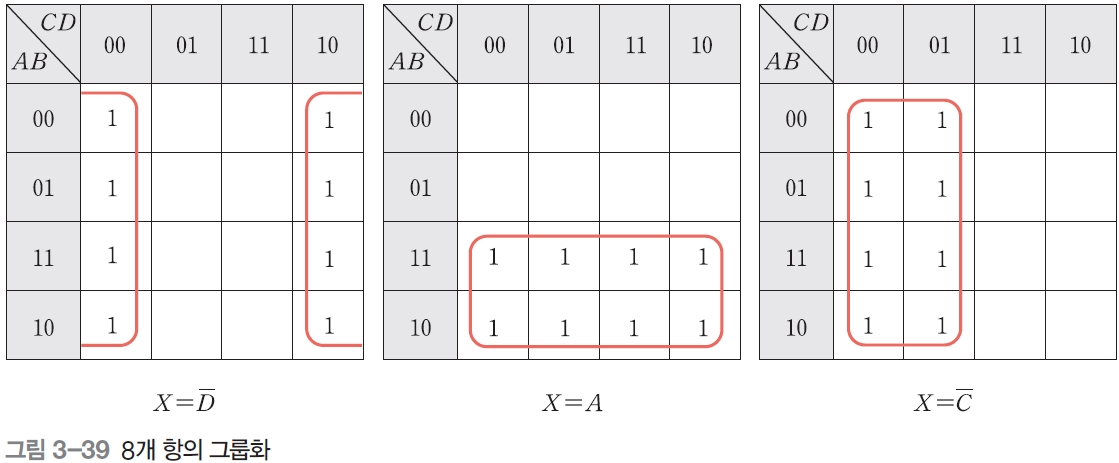 CD CD CD
AB 00 01 11 10 AB 00 01 11 10 AB 00 01 11 10
00 1 1 00 00 1 1
01 1 1 01 01 1 1
11 1 1 11 1 1 1 1 11 1 1
10 1 1 10 1 1 1 1 10 1 1
X=D̅ X=A X=C̅
그림 3-39 8개 항의 그룹화